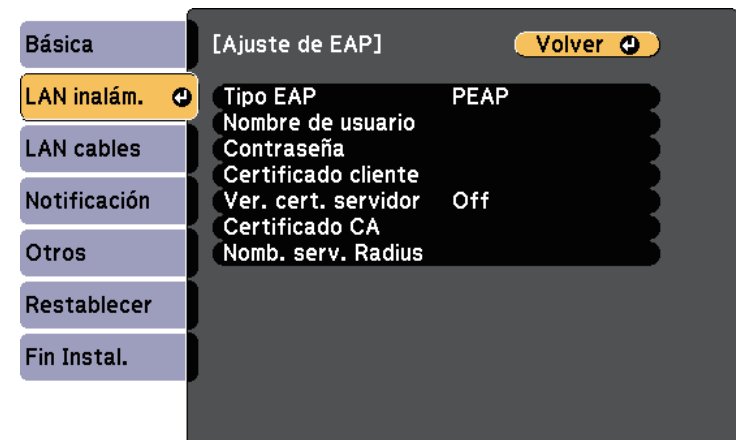 Básica
LAN inalám.
LAN cables
Notificación
Otros
Restablecer
Fin Instal.
[Ajuste de EAP]
Volver
Tipo EAP PEAP
Nombre de usuario
Contraseña
Certificado cliente
Ver. cert. servidor Off
Certificado CA
Nomb. serv. Radius